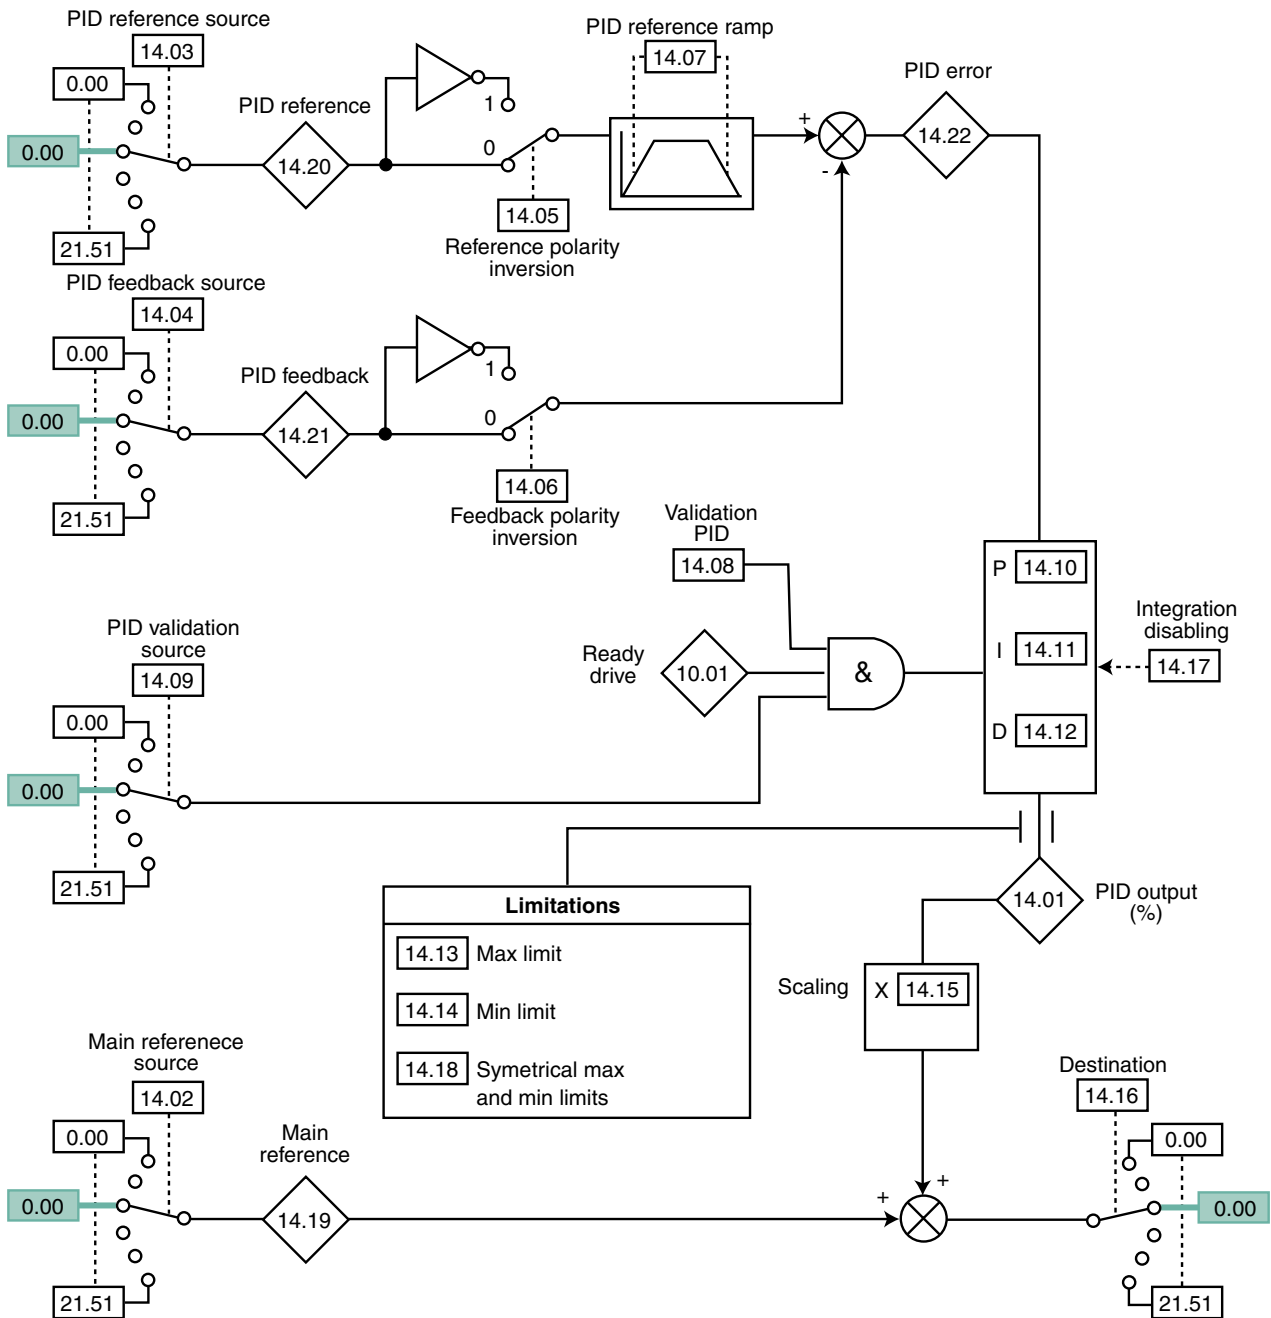 PID reference source
14.03
0.00
0.00
21.51
PID reference
14.20
1
0
14.05
Reference polarity
inversion
PID reference ramp
14.07
+
-
PID error
14.22
PID feedback source
14.04
0.00
0.00
21.51
PID feedback
14.21
1
0
14.06
Feedback polarity
inversion
Validation
PID
14.08
Ready
drive
10.01
&
P 14.10
I 14.11
D 14.12
Integration
disabling
14.17
PID validation
source
14.09
0.00
0.00
21.51
Limitations
14.13 Max limit
14.14 Min limit
14.18 Symetrical max
and min limits
14.01
PID output
(%)
Scaling
X 14.15
Main referenece
source
14.02
0.00
0.00
21.51
Main
reference
14.19
+
+
Destination
14.16
0.00
0.00
21.51